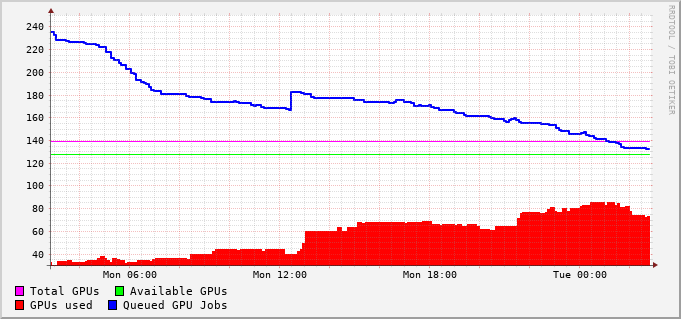 RRDTOOL / TOBI OETIKER
240
220
200
180
160
140
120
100
80
60
40
Mon 06:00 Mon 12:00 Mon 18:00 Tue 00:00
Total GPUs Available GPUs
GPUs used Queued GPU Jobs